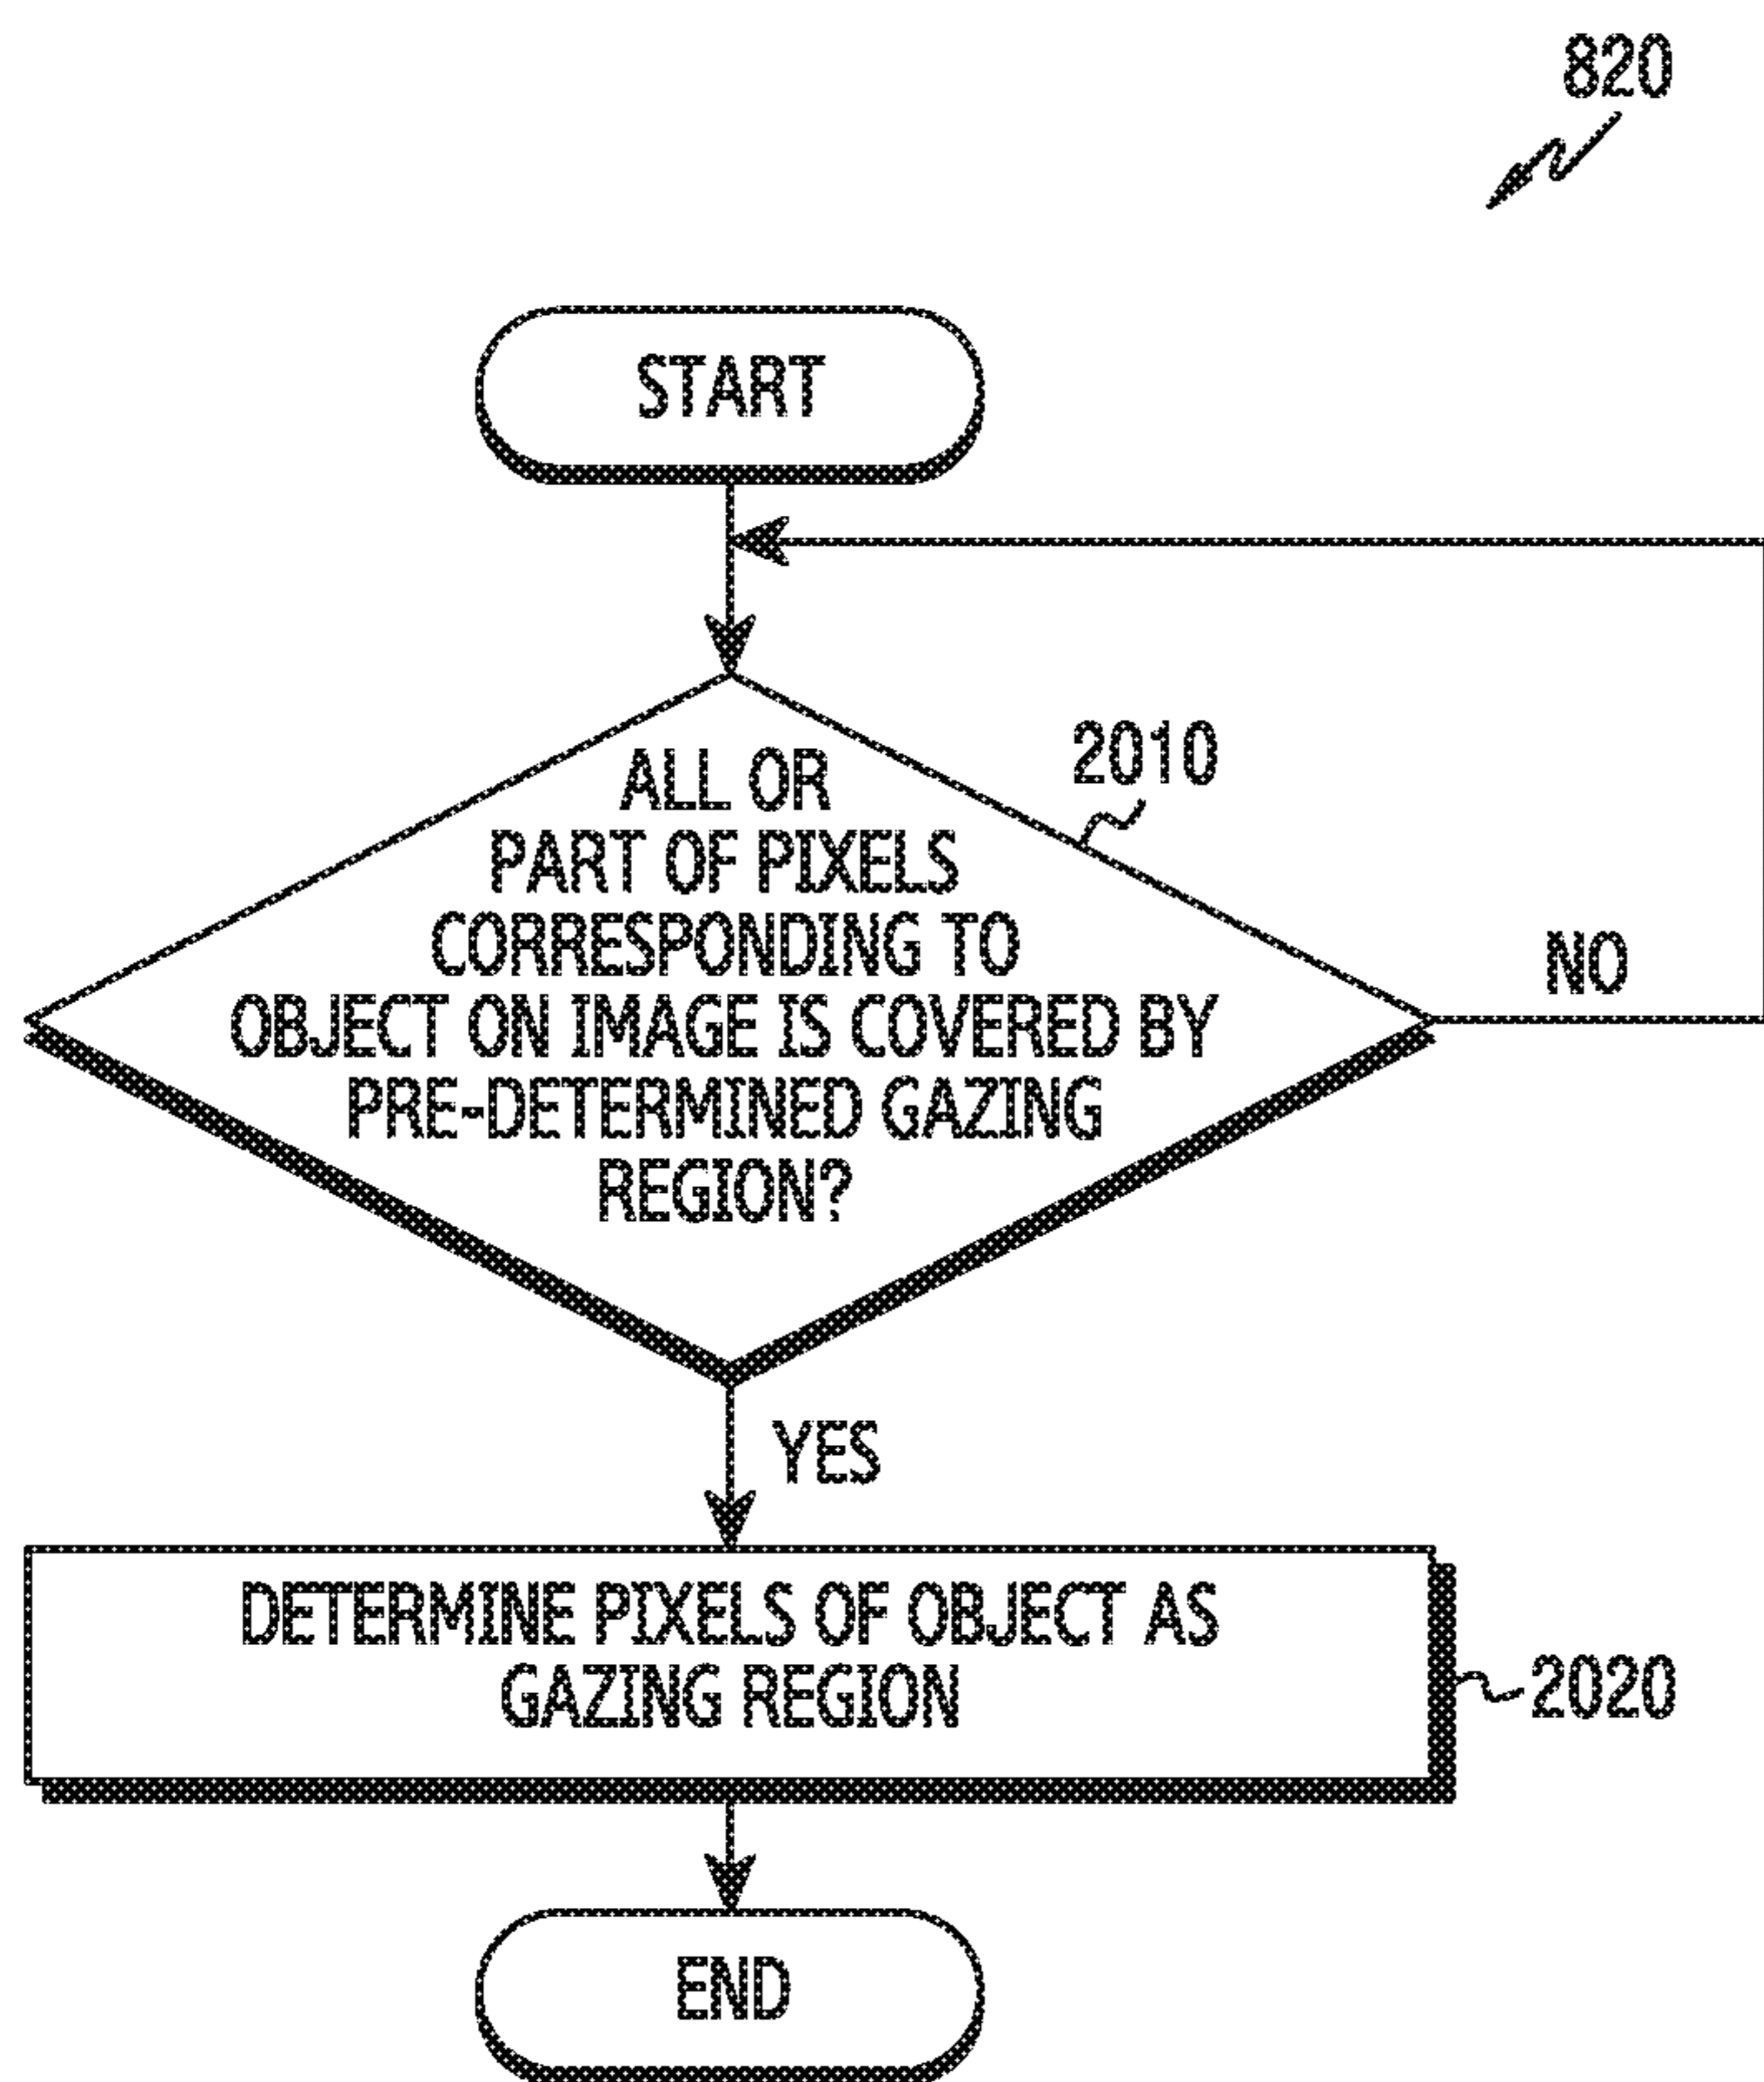 820
START
ALL OR
PART OF PIXELS
CORRESPONDING TO
OBJECT ON IMAGE IS COVERED BY
PRE-DETERMINED GAZING
REGION?
2010
NO
YES
DETERMINE PIXELS OF OBJECT AS
GAZING REGION
2020
END